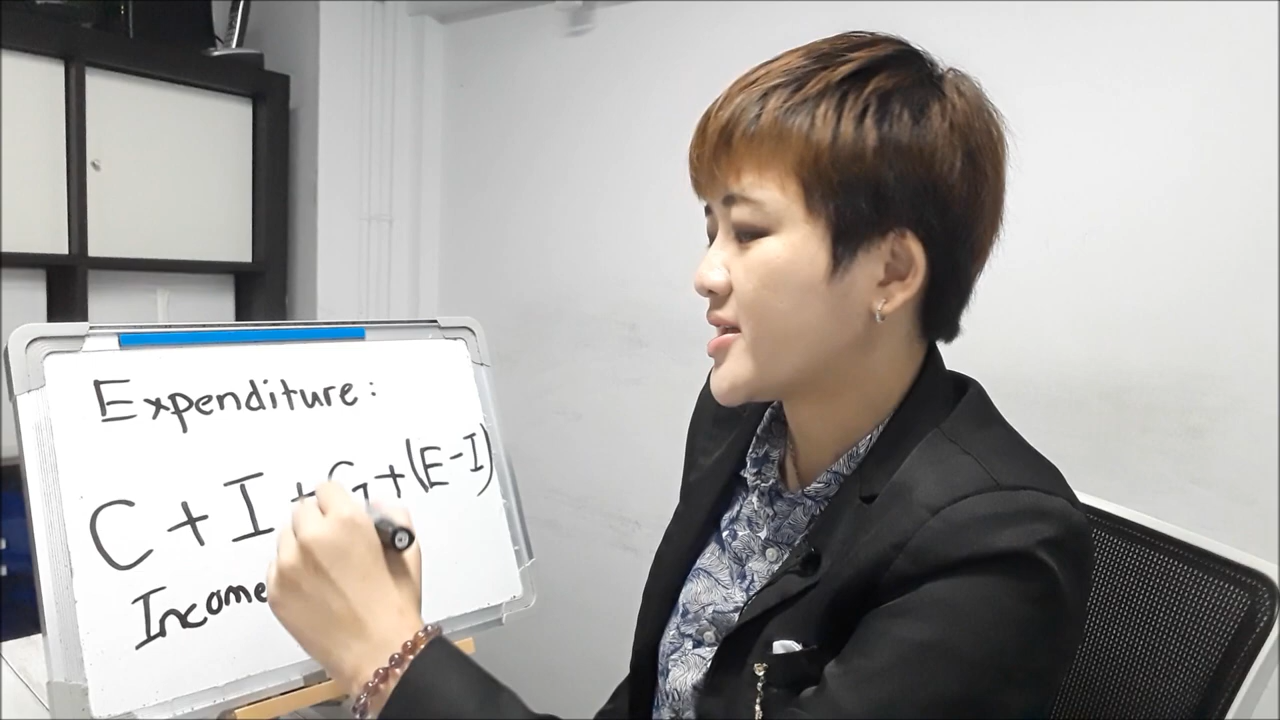 Expenditure:
C + I + G + (E-I)
Income